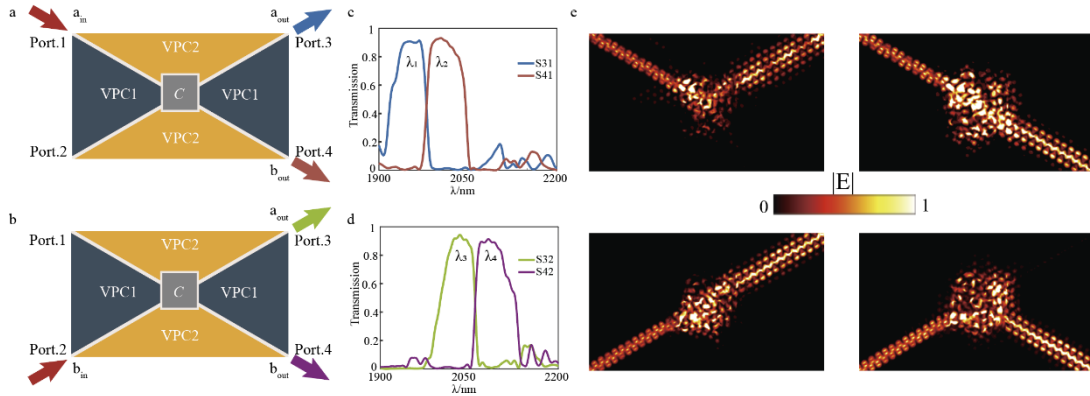 a
a_in
a_out
Port.1
VPC2
Port.3
VPC1
C
VPC1
VPC2
Port.2
Port.4
b_out
b
a_out
Port.1
VPC2
Port.3
VPC1
C
VPC1
VPC2
Port.2
Port.4
b_in
b_out
c
Transmission
1
0.8
0.6
0.4
0.2
0
λ₁
λ₂
S31
S41
1900
2050
2200
λ/nm
d
Transmission
1
0.8
0.6
0.4
0.2
0
λ₃
λ₄
S32
S42
1900
2050
2200
λ/nm
e
|E|
0
1